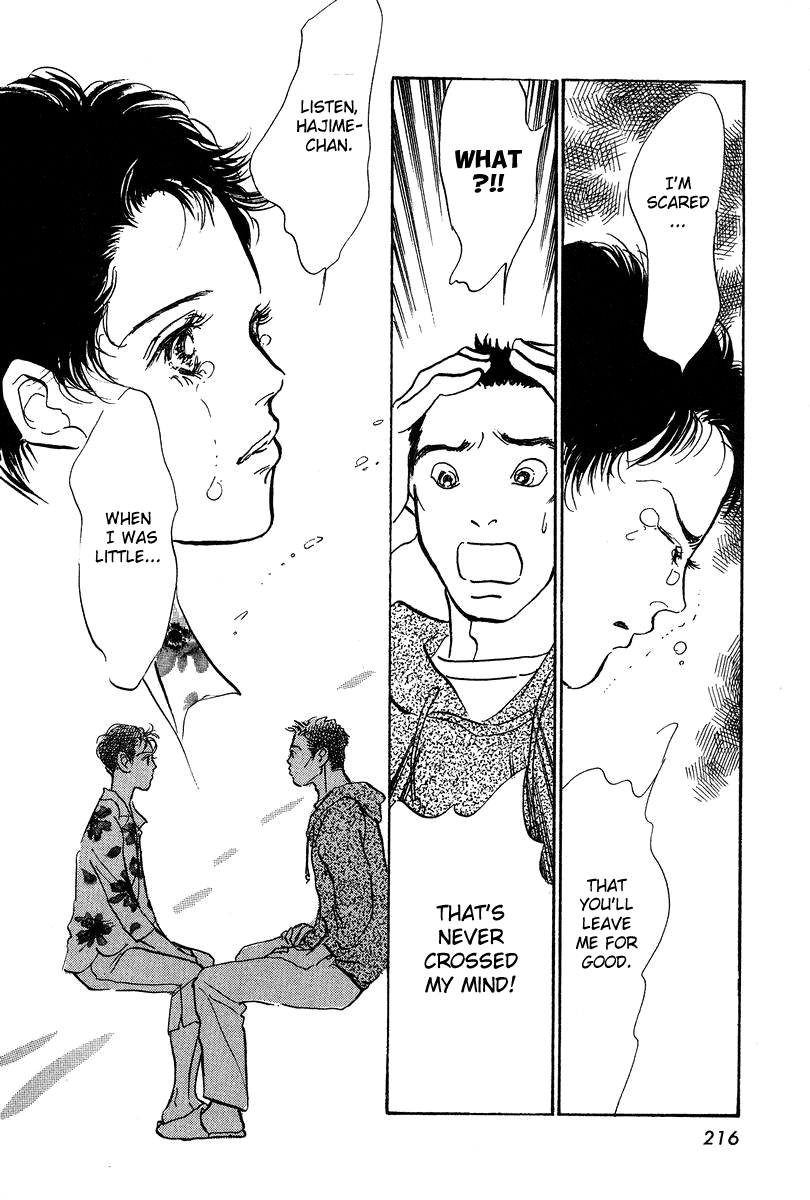 I'M
SCARED
...
THAT
YOU'LL
LEAVE
ME FOR
GOOD.
WHAT
?!!
THAT'S
NEVER
CROSSED
MY MIND!
LISTEN,
HAJIME-
CHAN.
WHEN
I WAS
LITTLE...
216